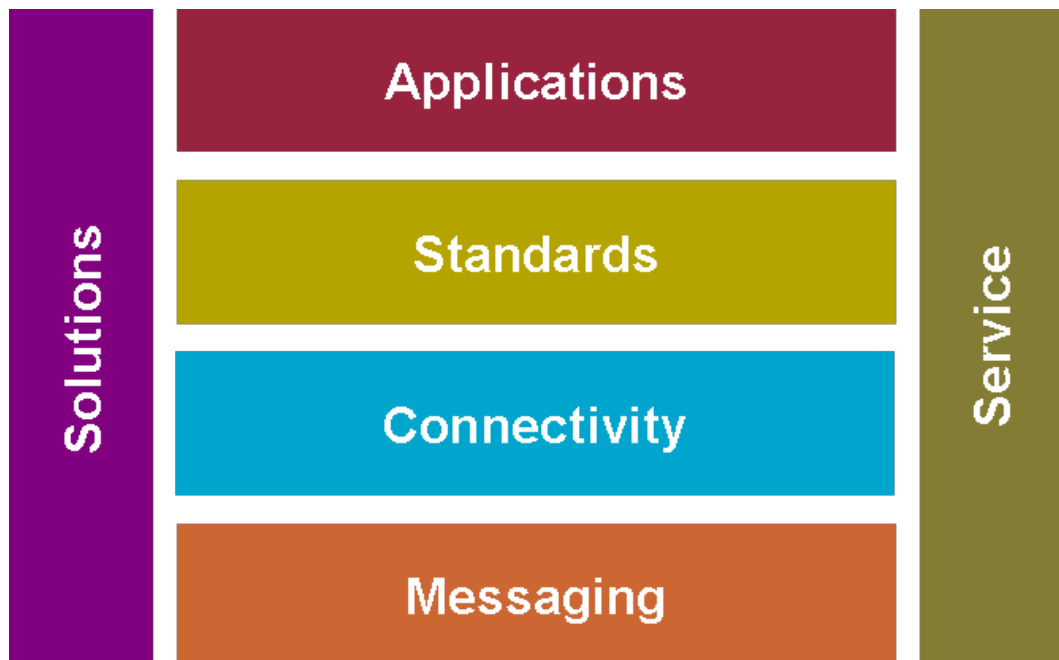 Solutions
Applications
Standards
Connectivity
Messaging
Service